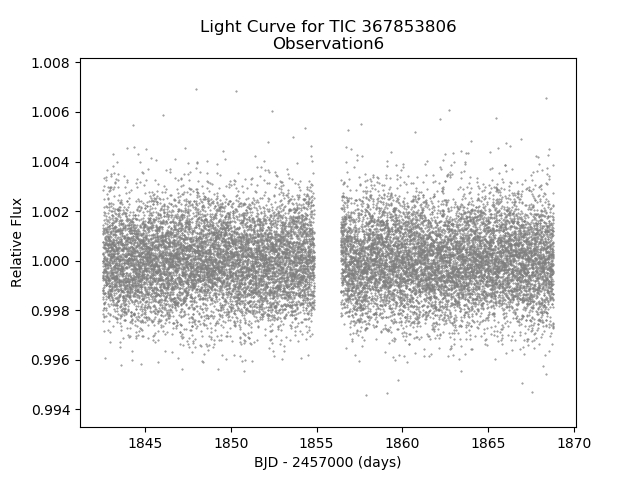 Light Curve for TIC 367853806
Observation6
1.008
1.006
1.004
1.002
1.000
0.998
0.996
0.994
Relative Flux
1845 1850 1855 1860 1865 1870
BJD - 2457000 (days)